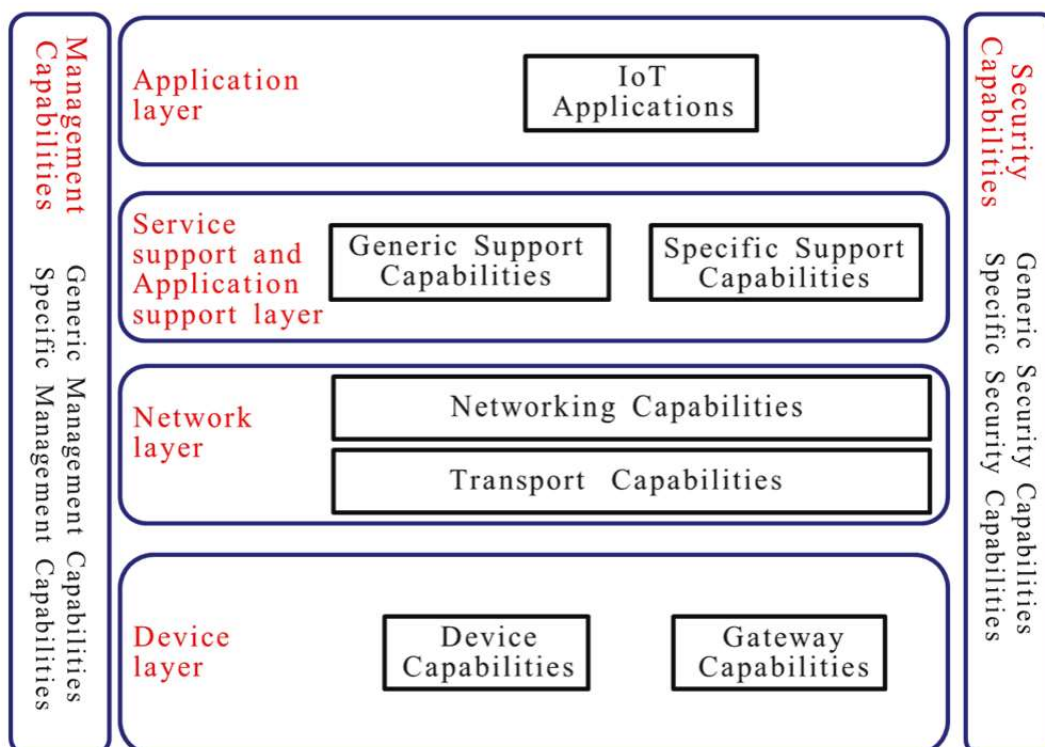 Management
Capabilities
Generic Management Capabilities
Specific Management Capabilities
Application
layer
IoT
Applications
Service
support and
Application
support layer
Generic Support
Capabilities
Specific Support
Capabilities
Network
layer
Networking Capabilities
Transport Capabilities
Device
layer
Device
Capabilities
Gateway
Capabilities
Security
Capabilities
Generic Security Capabilities
Specific Security Capabilities